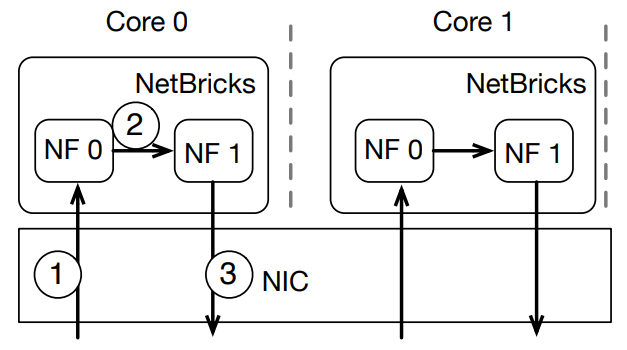 Core 0
Core 1
NetBricks
NetBricks
2
NF 0
NF 1
NF 0
NF 1
1
3
NIC